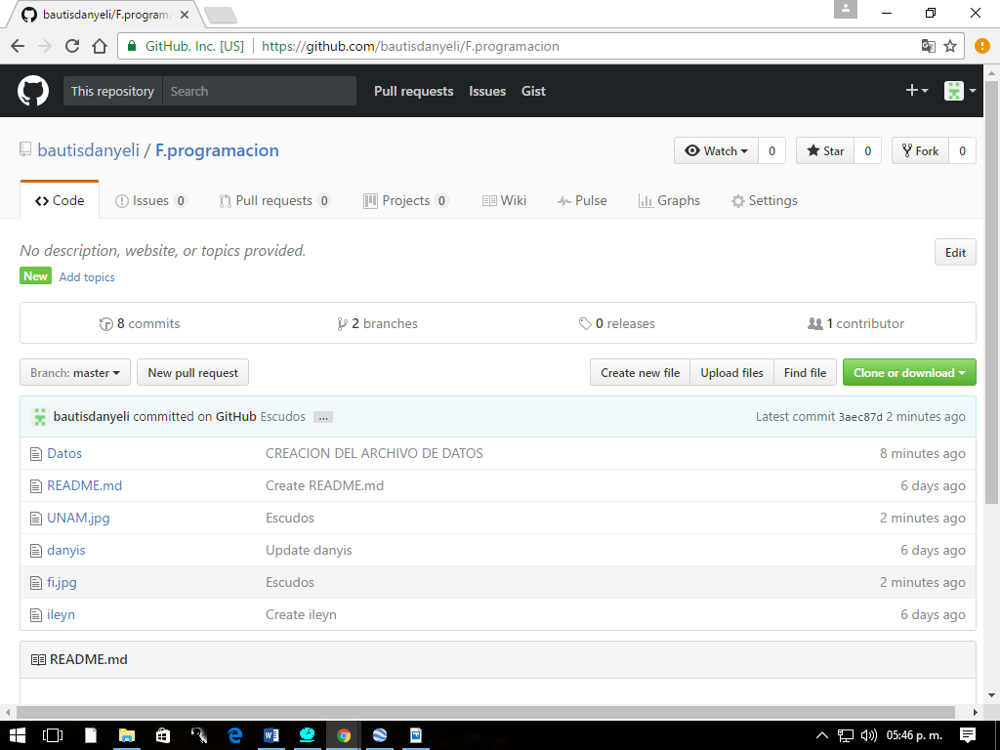 bautisdanyeli/F.program
GitHub, Inc. [US] https://github.com/bautisdanyeli/F.programacion
This repository Search Pull requests Issues Gist
bautisdanyeli / F.programacion
Watch 0 Star 0 Fork 0
Code Issues 0 Pull requests 0 Projects 0 Wiki Pulse Graphs Settings
No description, website, or topics provided. Edit
New Add topics
8 commits 2 branches 0 releases 1 contributor
Branch: master New pull request Create new file Upload files Find file Clone or download
bautisdanyeli committed on GitHub Escudos ... Latest commit 3aec87d 2 minutes ago
Datos CREACION DEL ARCHIVO DE DATOS 8 minutes ago
README.md Create README.md 6 days ago
UNAM.jpg Escudos 2 minutes ago
danyis Update danyis 6 days ago
fi.jpg Escudos 2 minutes ago
ileyn Create ileyn 6 days ago
README.md
05:46 p. m.